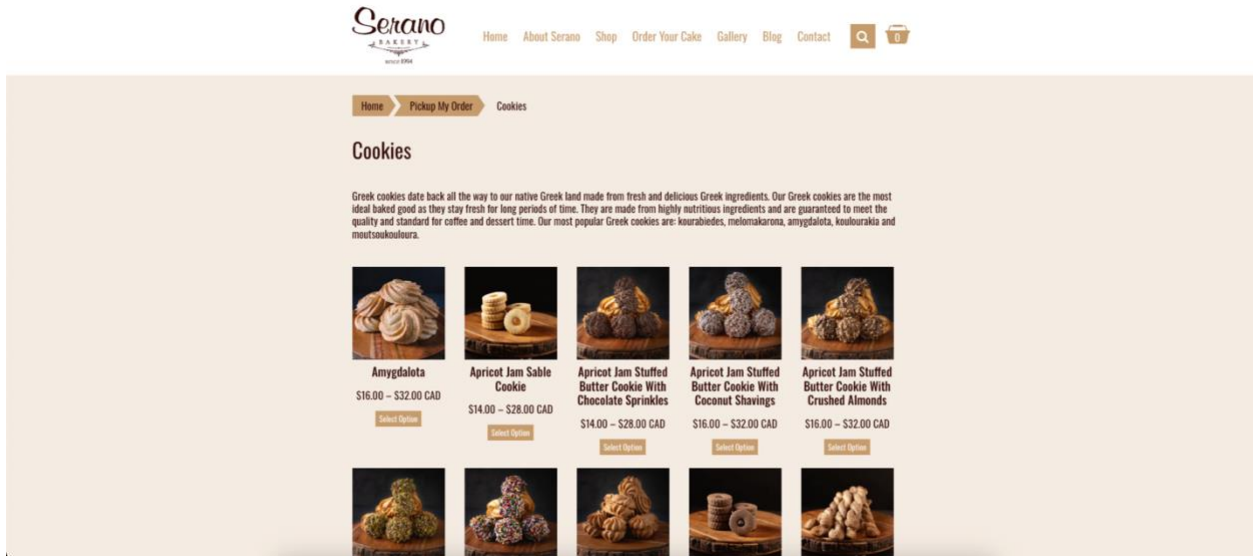 Serano
BAKERY
SINCE 1994
Home About Serano Shop Order Your Cake Gallery Blog Contact 0
Home Pickup My Order Cookies
Cookies
Greek cookies date back all the way to our native Greek land made from fresh and delicious Greek ingredients. Our Greek cookies are the most
ideal baked good as they stay fresh for long periods of time. They are made from highly nutritious ingredients and are guaranteed to meet the
quality and standard for coffee and dessert time. Our most popular Greek cookies are: kourabiedes, melomakarona, amygdalota, koulourakia and
moutsoukouloura.
Amygdalota
$16.00 – $32.00 CAD
Select Option
Apricot Jam Sable
Cookie
$14.00 – $28.00 CAD
Select Option
Apricot Jam Stuffed
Butter Cookie With
Chocolate Sprinkles
$14.00 – $28.00 CAD
Select Option
Apricot Jam Stuffed
Butter Cookie With
Coconut Shavings
$16.00 – $32.00 CAD
Select Option
Apricot Jam Stuffed
Butter Cookie With
Crushed Almonds
$16.00 – $32.00 CAD
Select Option